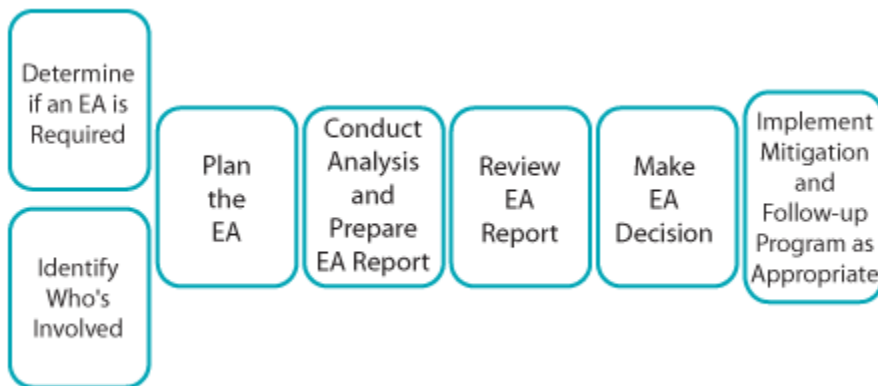 Determine
if an EA is
Required
Identify
Who's
Involved
Plan
the
EA
Conduct
Analysis
and
Prepare
EA Report
Review
EA
Report
Make
EA
Decision
Implement
Mitigation
and
Follow-up
Program as
Appropriate